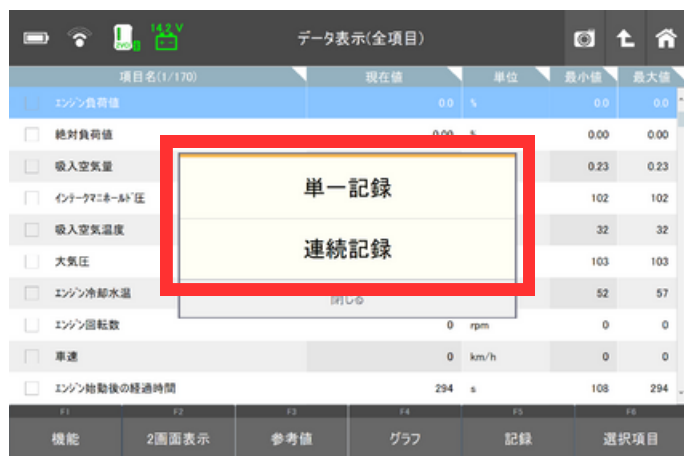 14.2 V
データ表示(全項目)
項目名(1/170) 現在値 単位 最小値 最大値
エンジン負荷値 0.0 % 0.0 0.0
絶対負荷値 0.00 % 0.00 0.00
吸入空気量 0.23 0.23
インテークマニホールド圧 102 102
吸入空気温度 32 32
大気圧 103 103
エンジン冷却水温 52 57
エンジン回転数 0 rpm 0 0
車速 0 km/h 0 0
エンジン始動後の経過時間 294 s 108 294
単一記録
連続記録
閉じる
F1 F2 F3 F4 F5 F6
機能 2画面表示 参考値 グラフ 記録 選択項目